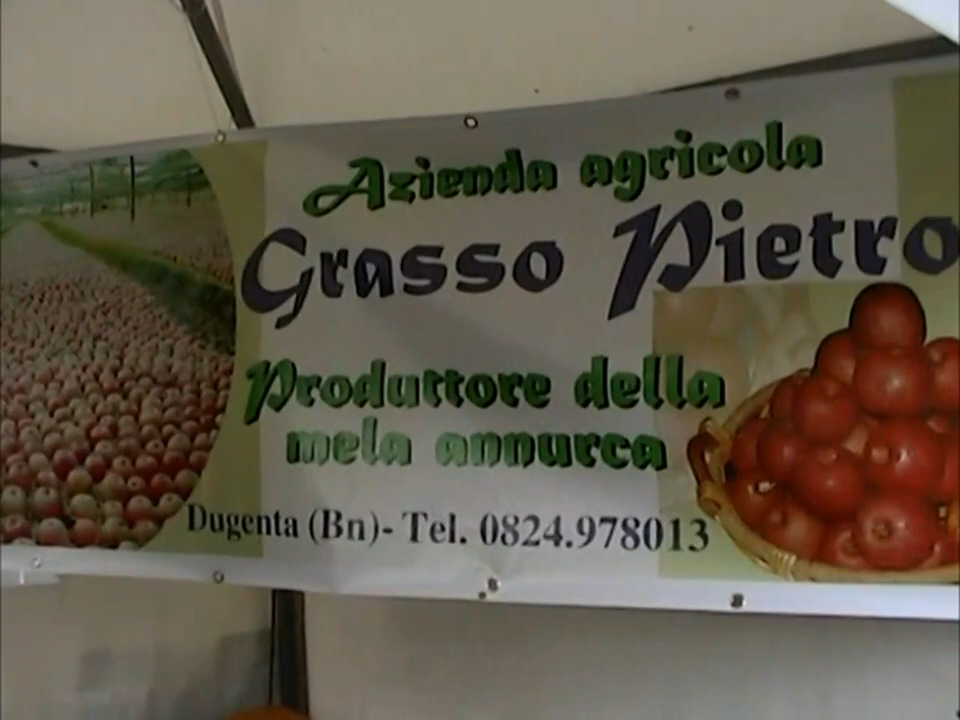 Azienda agricola
Grasso Pietro
Produttore della
mela annurca
Dugenta (Bn)- Tel. 0824.978013